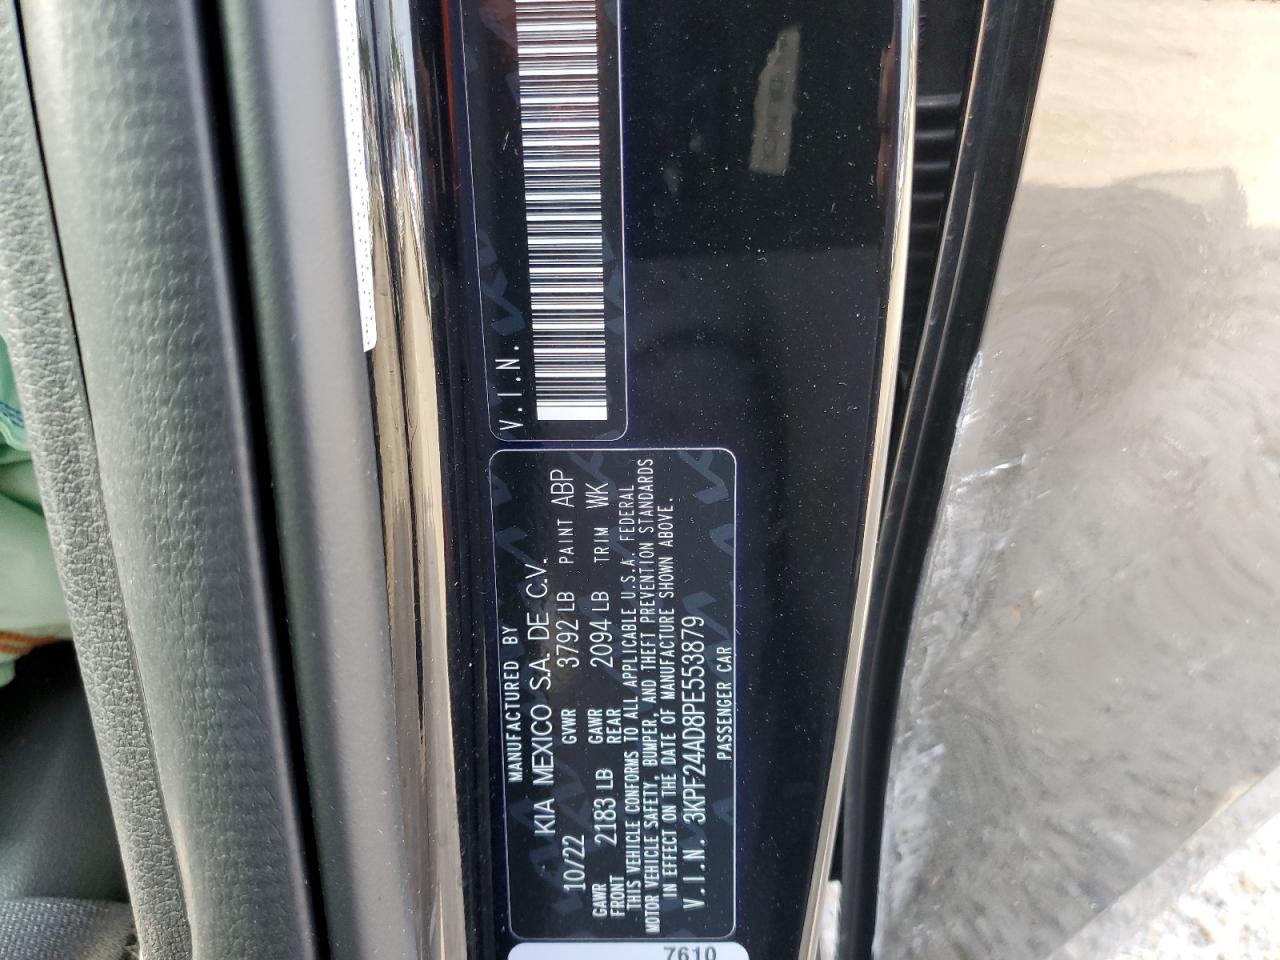 V.I.N.
MANUFACTURED BY
KIA MEXICO S.A. DE C.V.
10/22 GVWR 3792 LB PAINT ABP
GAWR FRONT 2183 LB GAWR REAR 2094 LB TRIM WK
THIS VEHICLE CONFORMS TO ALL APPLICABLE U.S.A. FEDERAL
MOTOR VEHICLE SAFETY, BUMPER, AND THEFT PREVENTION STANDARDS
IN EFFECT ON THE DATE OF MANUFACTURE SHOWN ABOVE.
V.I.N. 3KPF24AD8PE553879
PASSENGER CAR
7610